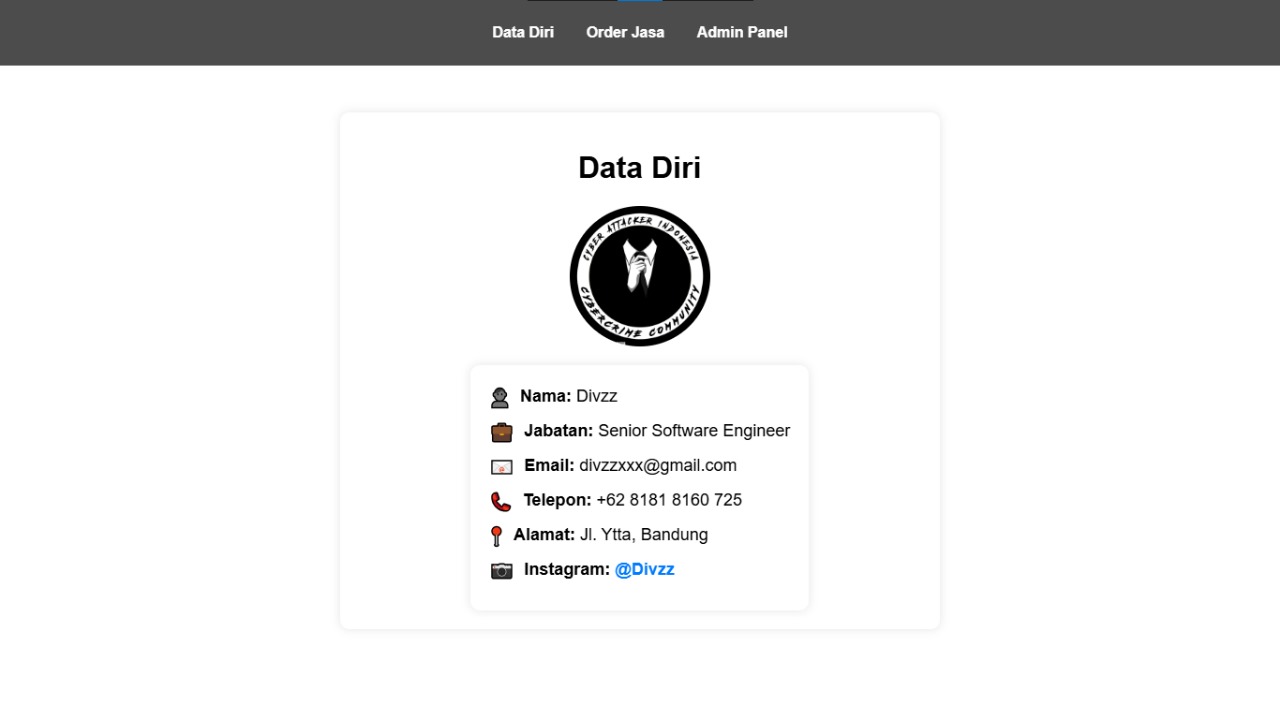 Data Diri Order Jasa Admin Panel
Data Diri
CYBER ATTACKER INDONESIA
CYBERCRIME COMMUNITY
Nama: Divzz
Jabatan: Senior Software Engineer
Email: divzzxxx@gmail.com
Telepon: +62 8181 8160 725
Alamat: Jl. Ytta, Bandung
Instagram: @Divzz